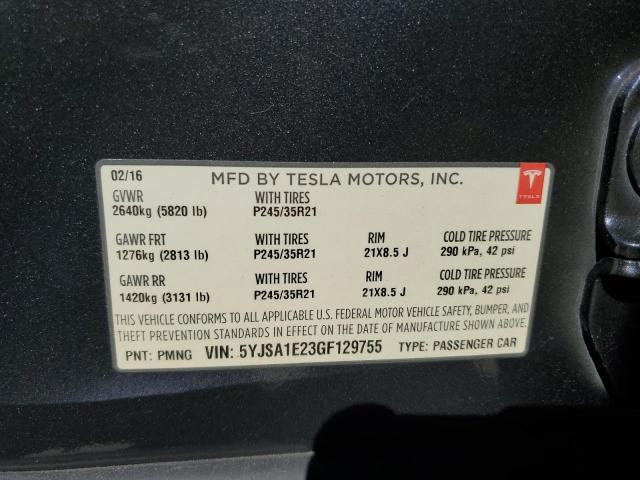 02/16 MFD BY TESLA MOTORS, INC.
TESLA
GVWR WITH TIRES
2640kg (5820 lb) P245/35R21
GAWR FRT WITH TIRES RIM COLD TIRE PRESSURE
1276kg (2813 lb) P245/35R21 21X8.5 J 290 kPa, 42 psi
GAWR RR WITH TIRES RIM COLD TIRE PRESSURE
1420kg (3131 lb) P245/35R21 21X8.5 J 290 kPa, 42 psi
THIS VEHICLE CONFORMS TO ALL APPLICABLE U.S. FEDERAL MOTOR VEHICLE SAFETY, BUMPER, AND
THEFT PREVENTION STANDARDS IN EFFECT ON THE DATE OF MANUFACTURE SHOWN ABOVE.
PNT: PMNG VIN: 5YJSA1E23GF129755 TYPE: PASSENGER CAR